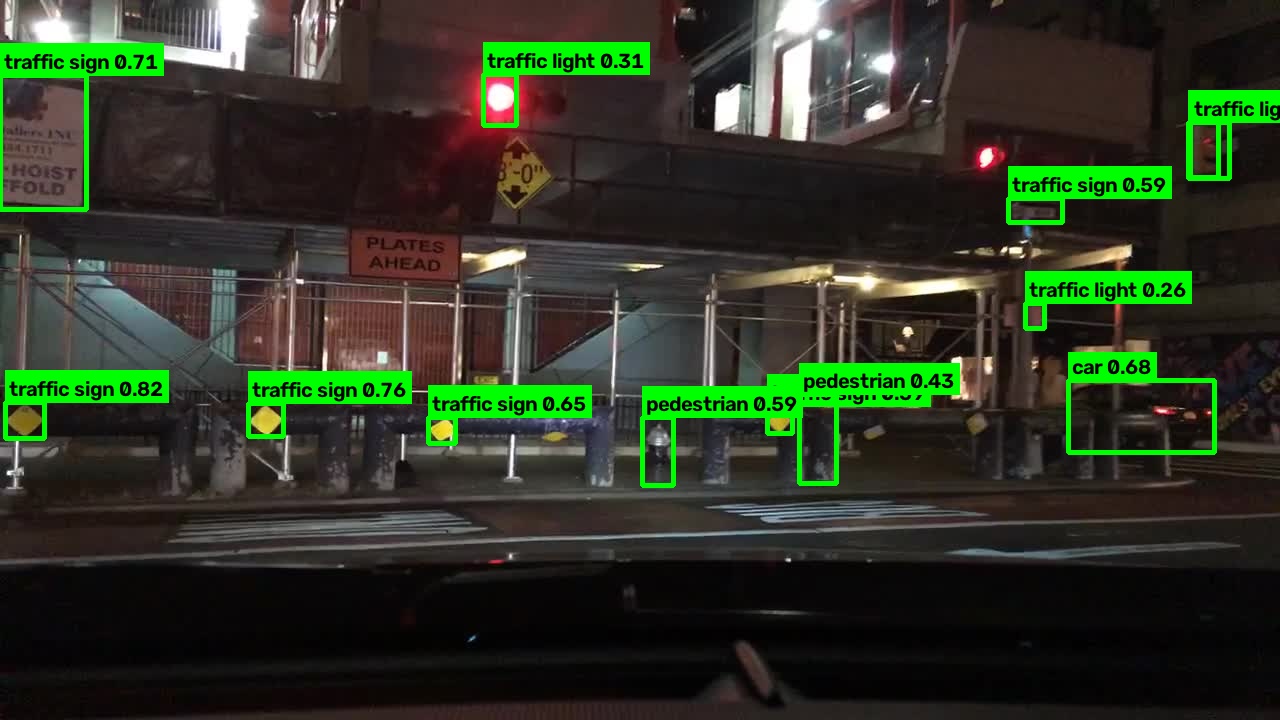 traffic sign 0.71
traffic light 0.31
traffic lig
traffic sign 0.59
-HOIST
FFOLD
8'-0"
PLATES
AHEAD
traffic light 0.26
car 0.68
traffic sign 0.82
traffic sign 0.76
traffic sign 0.65
pedestrian 0.59
pedestrian 0.43